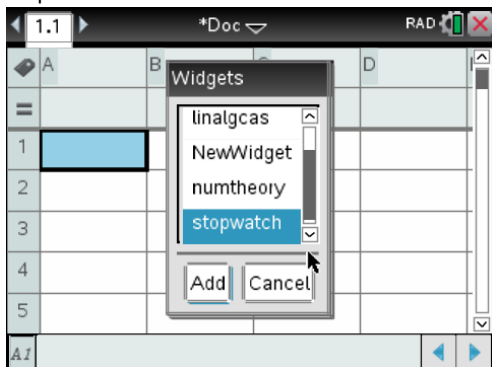 1.1 *Doc RAD
A B D
Widgets
=
linalgcas
1 NewWidget
2 numtheory
3 stopwatch
4 Add Cancel
5
A1